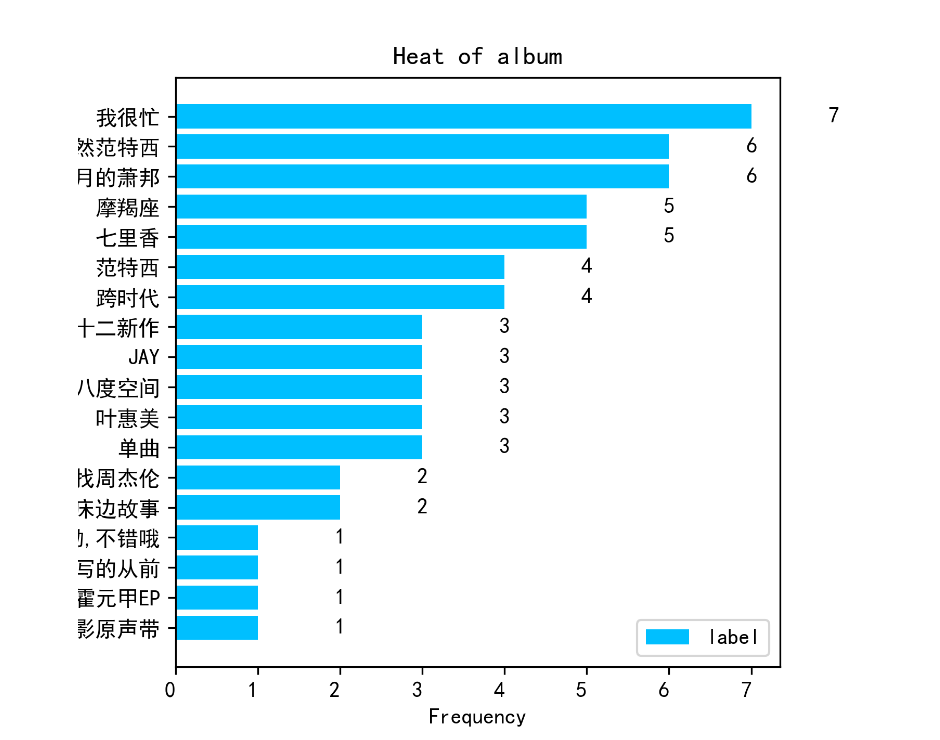 Heat of album
我很忙 7
然范特西 6
月的萧邦 6
摩羯座 5
七里香 5
范特西 4
跨时代 4
十二新作 3
JAY 3
八度空间 3
叶惠美 3
单曲 3
找周杰伦 2
床边故事 2
,不错哦 1
写的从前 1
霍元甲EP 1
影原声带 1
label
0 1 2 3 4 5 6 7
Frequency